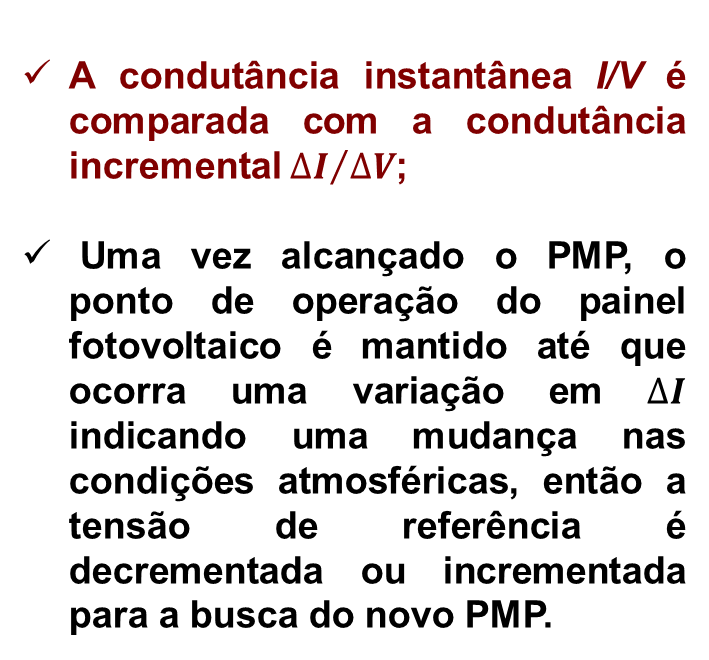 ✓ A condutância instantânea I/V é
comparada com a condutância
incremental ΔI/ΔV;
✓ Uma vez alcançado o PMP, o
ponto de operação do painel
fotovoltaico é mantido até que
ocorra uma variação em ΔI
indicando uma mudança nas
condições atmosféricas, então a
tensão de referência é
decrementada ou incrementada
para a busca do novo PMP.